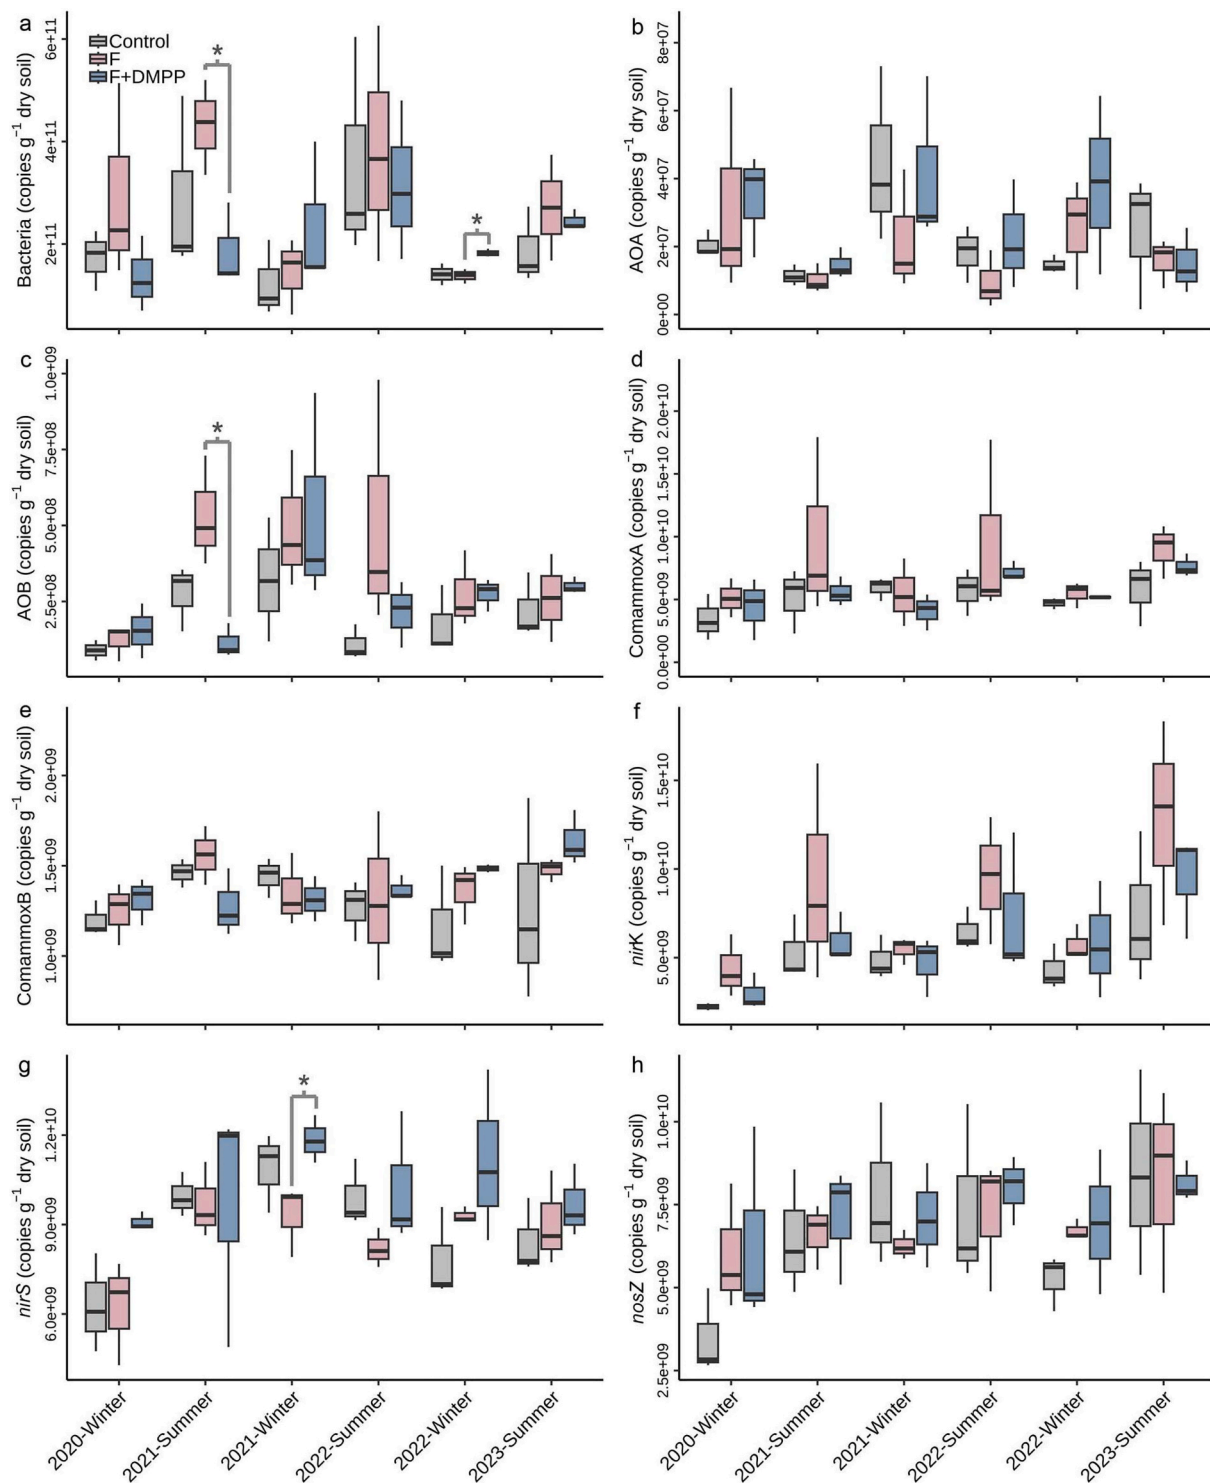 a
Bacteria (copies g⁻¹ dry soil)
6e+11
4e+11
2e+11
Control
F
F+DMPP
*
*
b
AOA (copies g⁻¹ dry soil)
8e+07
6e+07
4e+07
2e+07
0e+00
c
AOB (copies g⁻¹ dry soil)
1.0e+09
7.5e+08
5.0e+08
2.5e+08
*
d
ComammoxA (copies g⁻¹ dry soil)
2.0e+10
1.5e+10
1.0e+10
5.0e+09
0.0e+00
e
ComammoxB (copies g⁻¹ dry soil)
2.0e+09
1.5e+09
1.0e+09
f
nirK (copies g⁻¹ dry soil)
1.5e+10
1.0e+10
5.0e+09
g
nirS (copies g⁻¹ dry soil)
1.2e+10
9.0e+09
6.0e+09
*
h
nosZ (copies g⁻¹ dry soil)
1.0e+10
7.5e+09
5.0e+09
2.5e+09
2020-Winter
2021-Summer
2021-Winter
2022-Summer
2022-Winter
2023-Summer
2020-Winter
2021-Summer
2021-Winter
2022-Summer
2022-Winter
2023-Summer